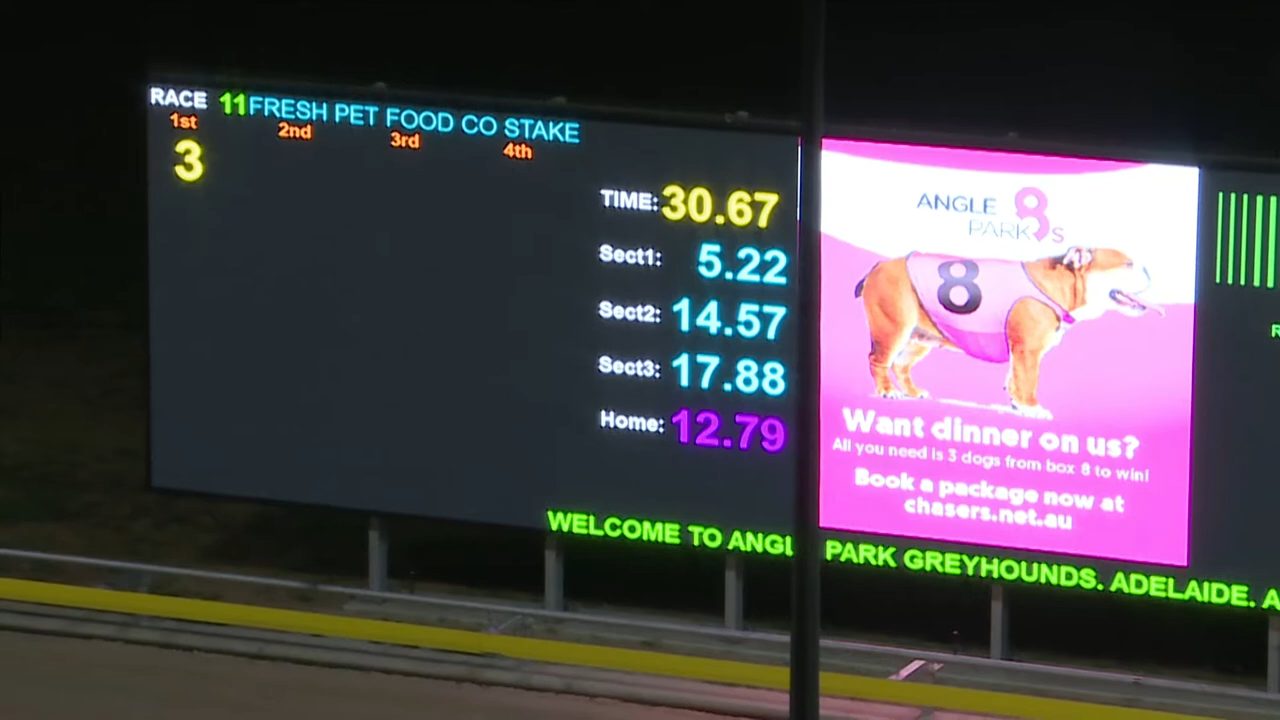 RACE 11 FRESH PET FOOD CO STAKE
1st 2nd 3rd 4th
3
TIME: 30.67
Sect1: 5.22
Sect2: 14.57
Sect3: 17.88
Home: 12.79
ANGLE 8
PARK S
8
Want dinner on us?
All you need is 3 dogs from box 8 to win!
Book a package now at
chasers.net.au
WELCOME TO ANGL PARK GREYHOUNDS. ADELAIDE. A